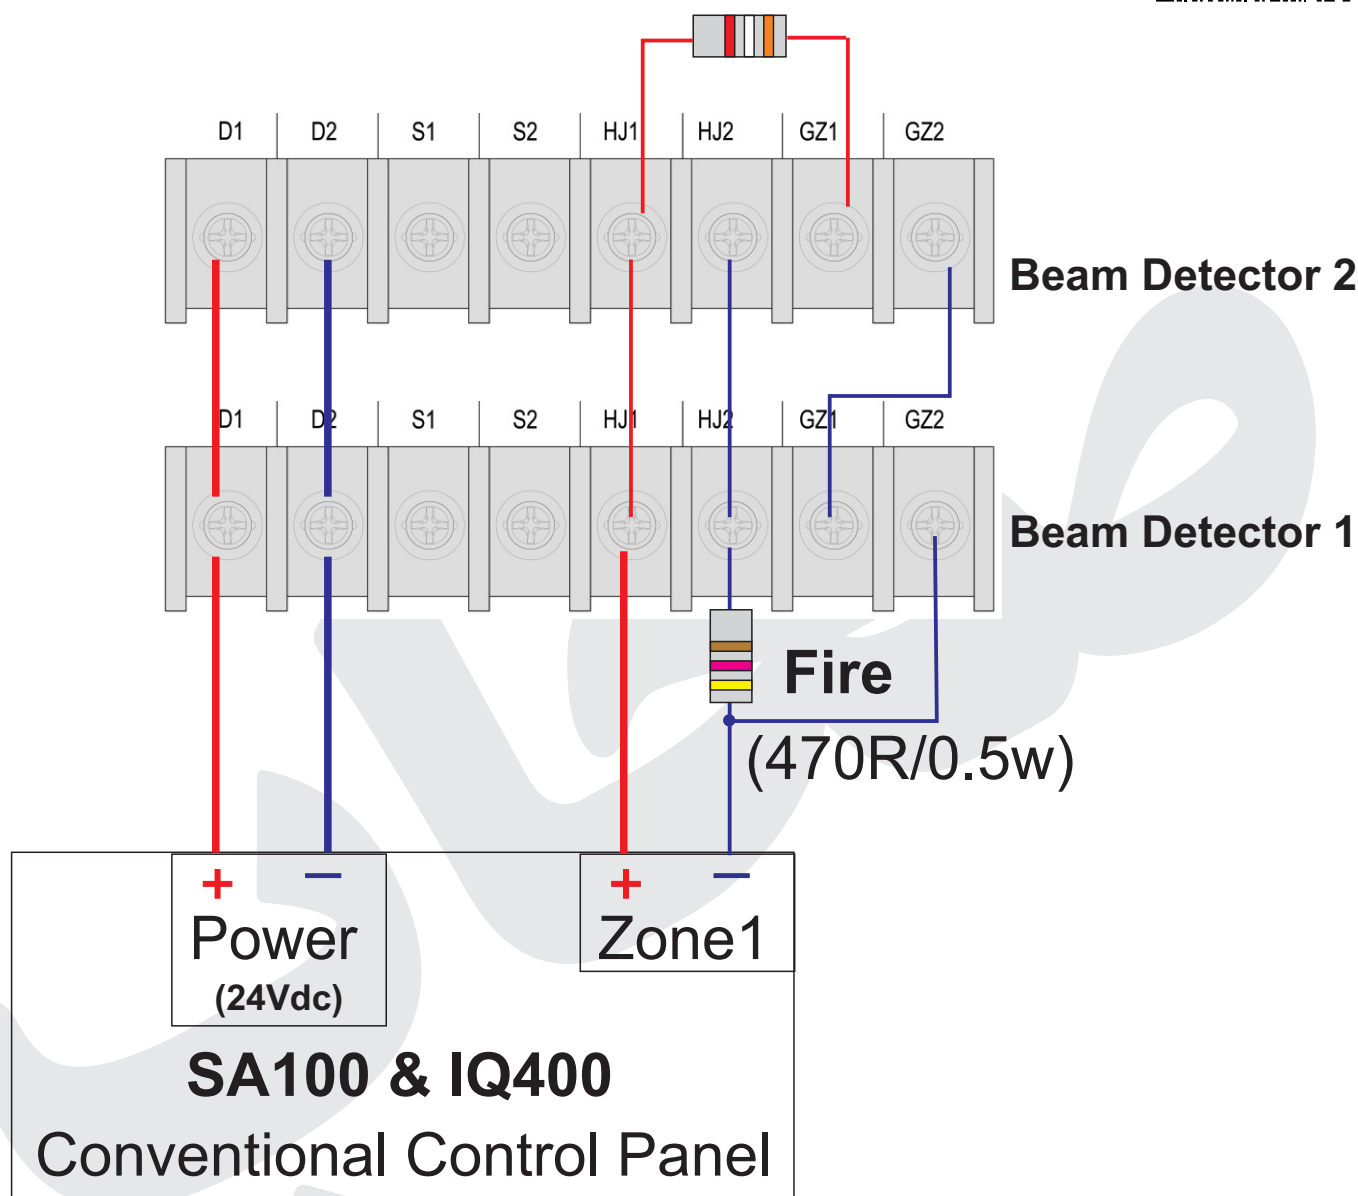 D1 D2 S1 S2 HJ1 HJ2 GZ1 GZ2
Beam Detector 2
D1 D2 S1 S2 HJ1 HJ2 GZ1 GZ2
Beam Detector 1
Fire
(470R/0.5w)
+ − + −
Power Zone1
(24Vdc)
SA100 & IQ400
Conventional Control Panel